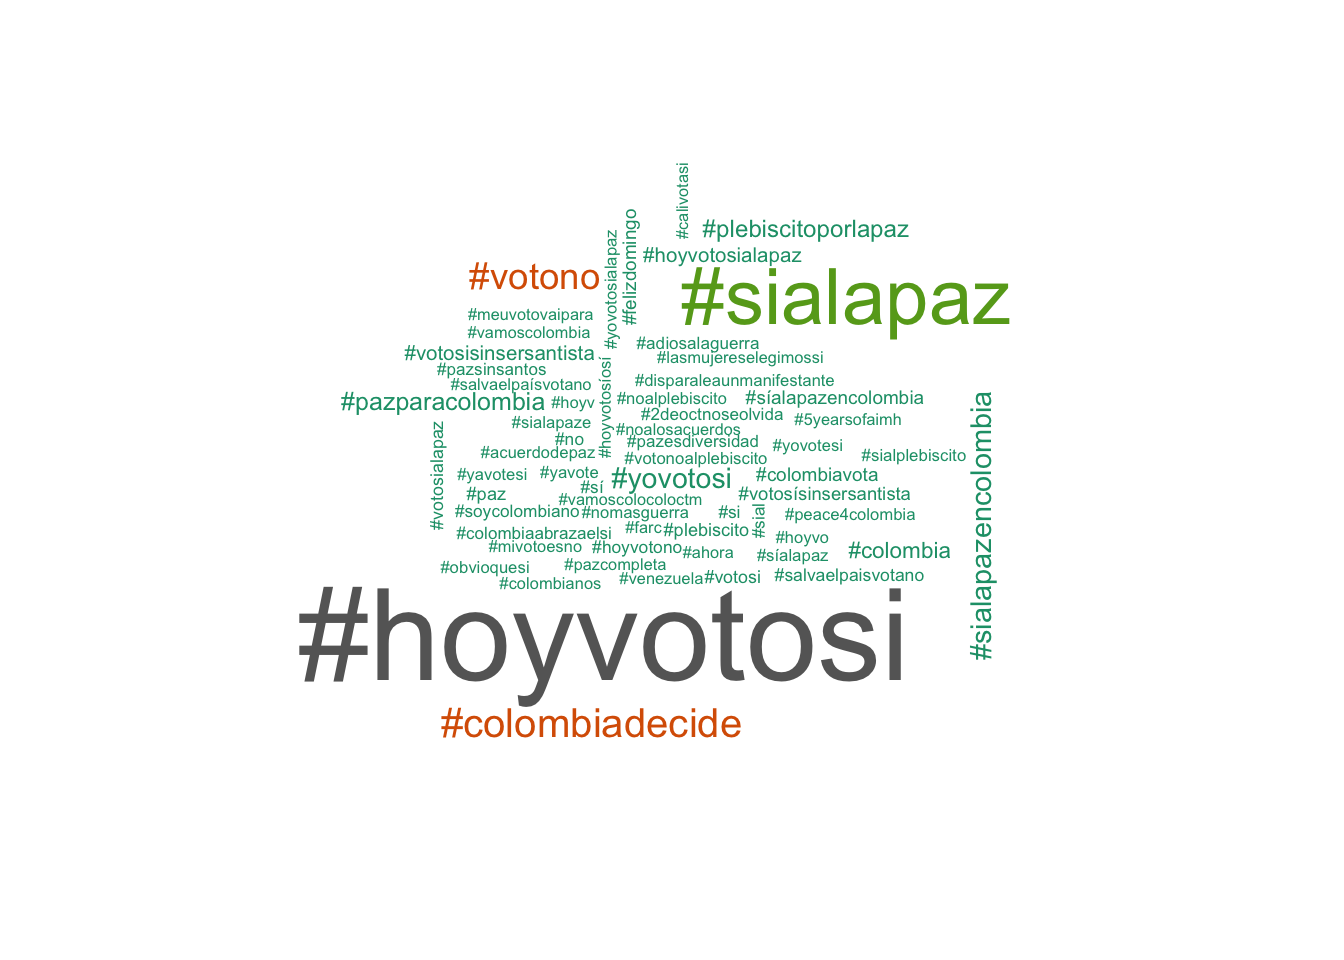 #calivotasi
#plebiscitoporlapaz
#felizdomingo
#yovotosialapaz
#hoyvotosialapaz
#votono
#sialapaz
#meuvotovaipara
#vamoscolombia
#adiosalaguerra
#votosisinsersantista
#lasmujereselegimossi
#pazsinsantos
#salvaelpaísvotano
#disparaleaunmanifestante
#hoyvotosíosi
#pazparacolombia
#hoyv
#noalplebiscito
#síalapazencolombia
#sialapazencolombia
#2deoctnoseolvida
#5yearsofaimh
#sialapaze
#noalosacuerdos
#votosialapaz
#no
#pazesdiversidad
#yovotesi
#acuerdodepaz
#votonoalplebiscito
#sialplebiscito
#yavotesi
#yavote
#yovotosi
#colombiavota
#sí
#paz
#vamoscolocoloctm
#votosísinsersantista
#soycolombiano
#nomasguerra
#si
#sial
#peace4colombia
#colombiaabrazaelsi
#farc
#plebiscito
#hoyvo
#mivotoesno
#hoyvotono
#ahora
#síalapaz
#colombia
#obvioquesi
#pazcompleta
#colombianos
#venezuela
#votosi
#salvaelpaisvotano
#hoyvotosi
#colombiadecide